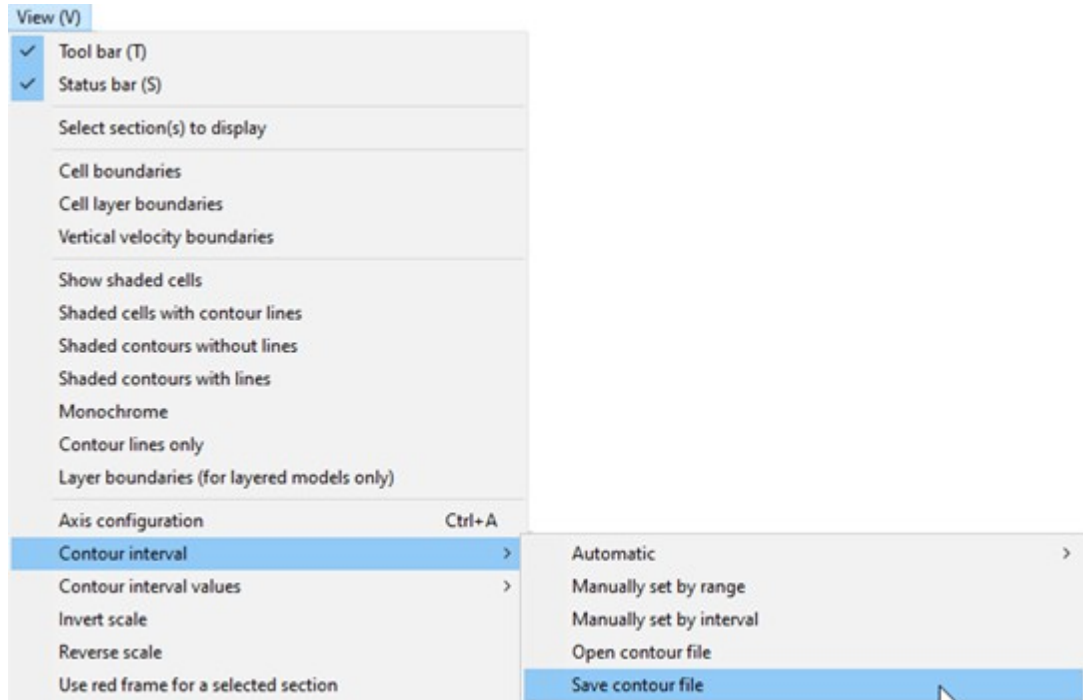 View (V)
Tool bar (T)
Status bar (S)
Select section(s) to display
Cell boundaries
Cell layer boundaries
Vertical velocity boundaries
Show shaded cells
Shaded cells with contour lines
Shaded contours without lines
Shaded contours with lines
Monochrome
Contour lines only
Layer boundaries (for layered models only)
Axis configuration Ctrl+A
Contour interval
Contour interval values
Invert scale
Reverse scale
Use red frame for a selected section
Automatic
Manually set by range
Manually set by interval
Open contour file
Save contour file